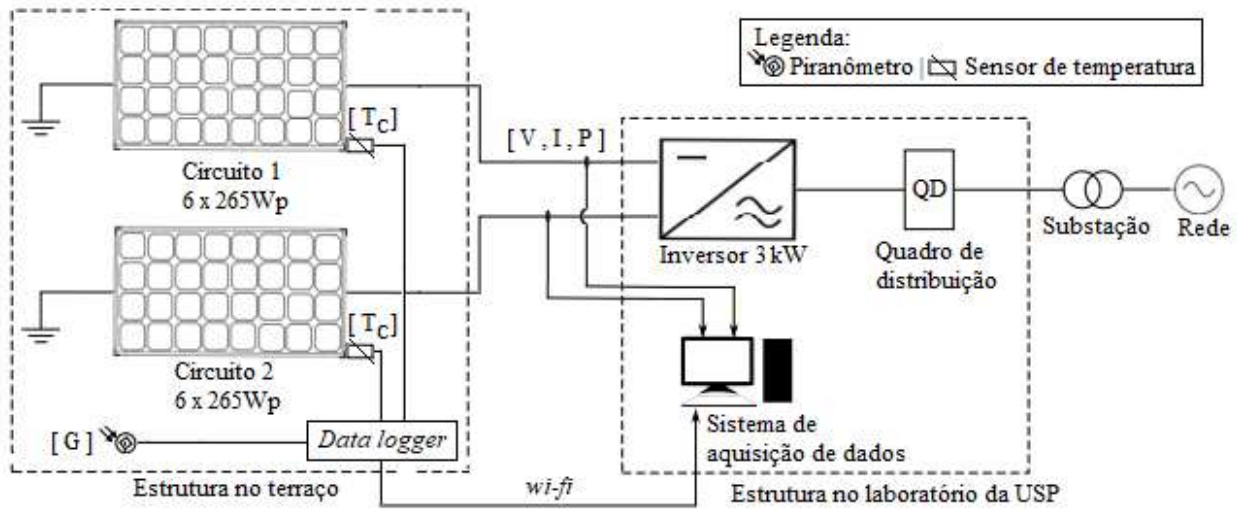 Legenda:
Piranômetro | Sensor de temperatura
[ T_C ]
Circuito 1
6 x 265Wp
[ V , I , P ]
QD
Inversor 3 kW
Quadro de
distribuição
Substação
Rede
[ T_C ]
Circuito 2
6 x 265Wp
[ G ]
Data logger
Sistema de
aquisição de dados
Estrutura no terraço
wi-fi
Estrutura no laboratório da USP